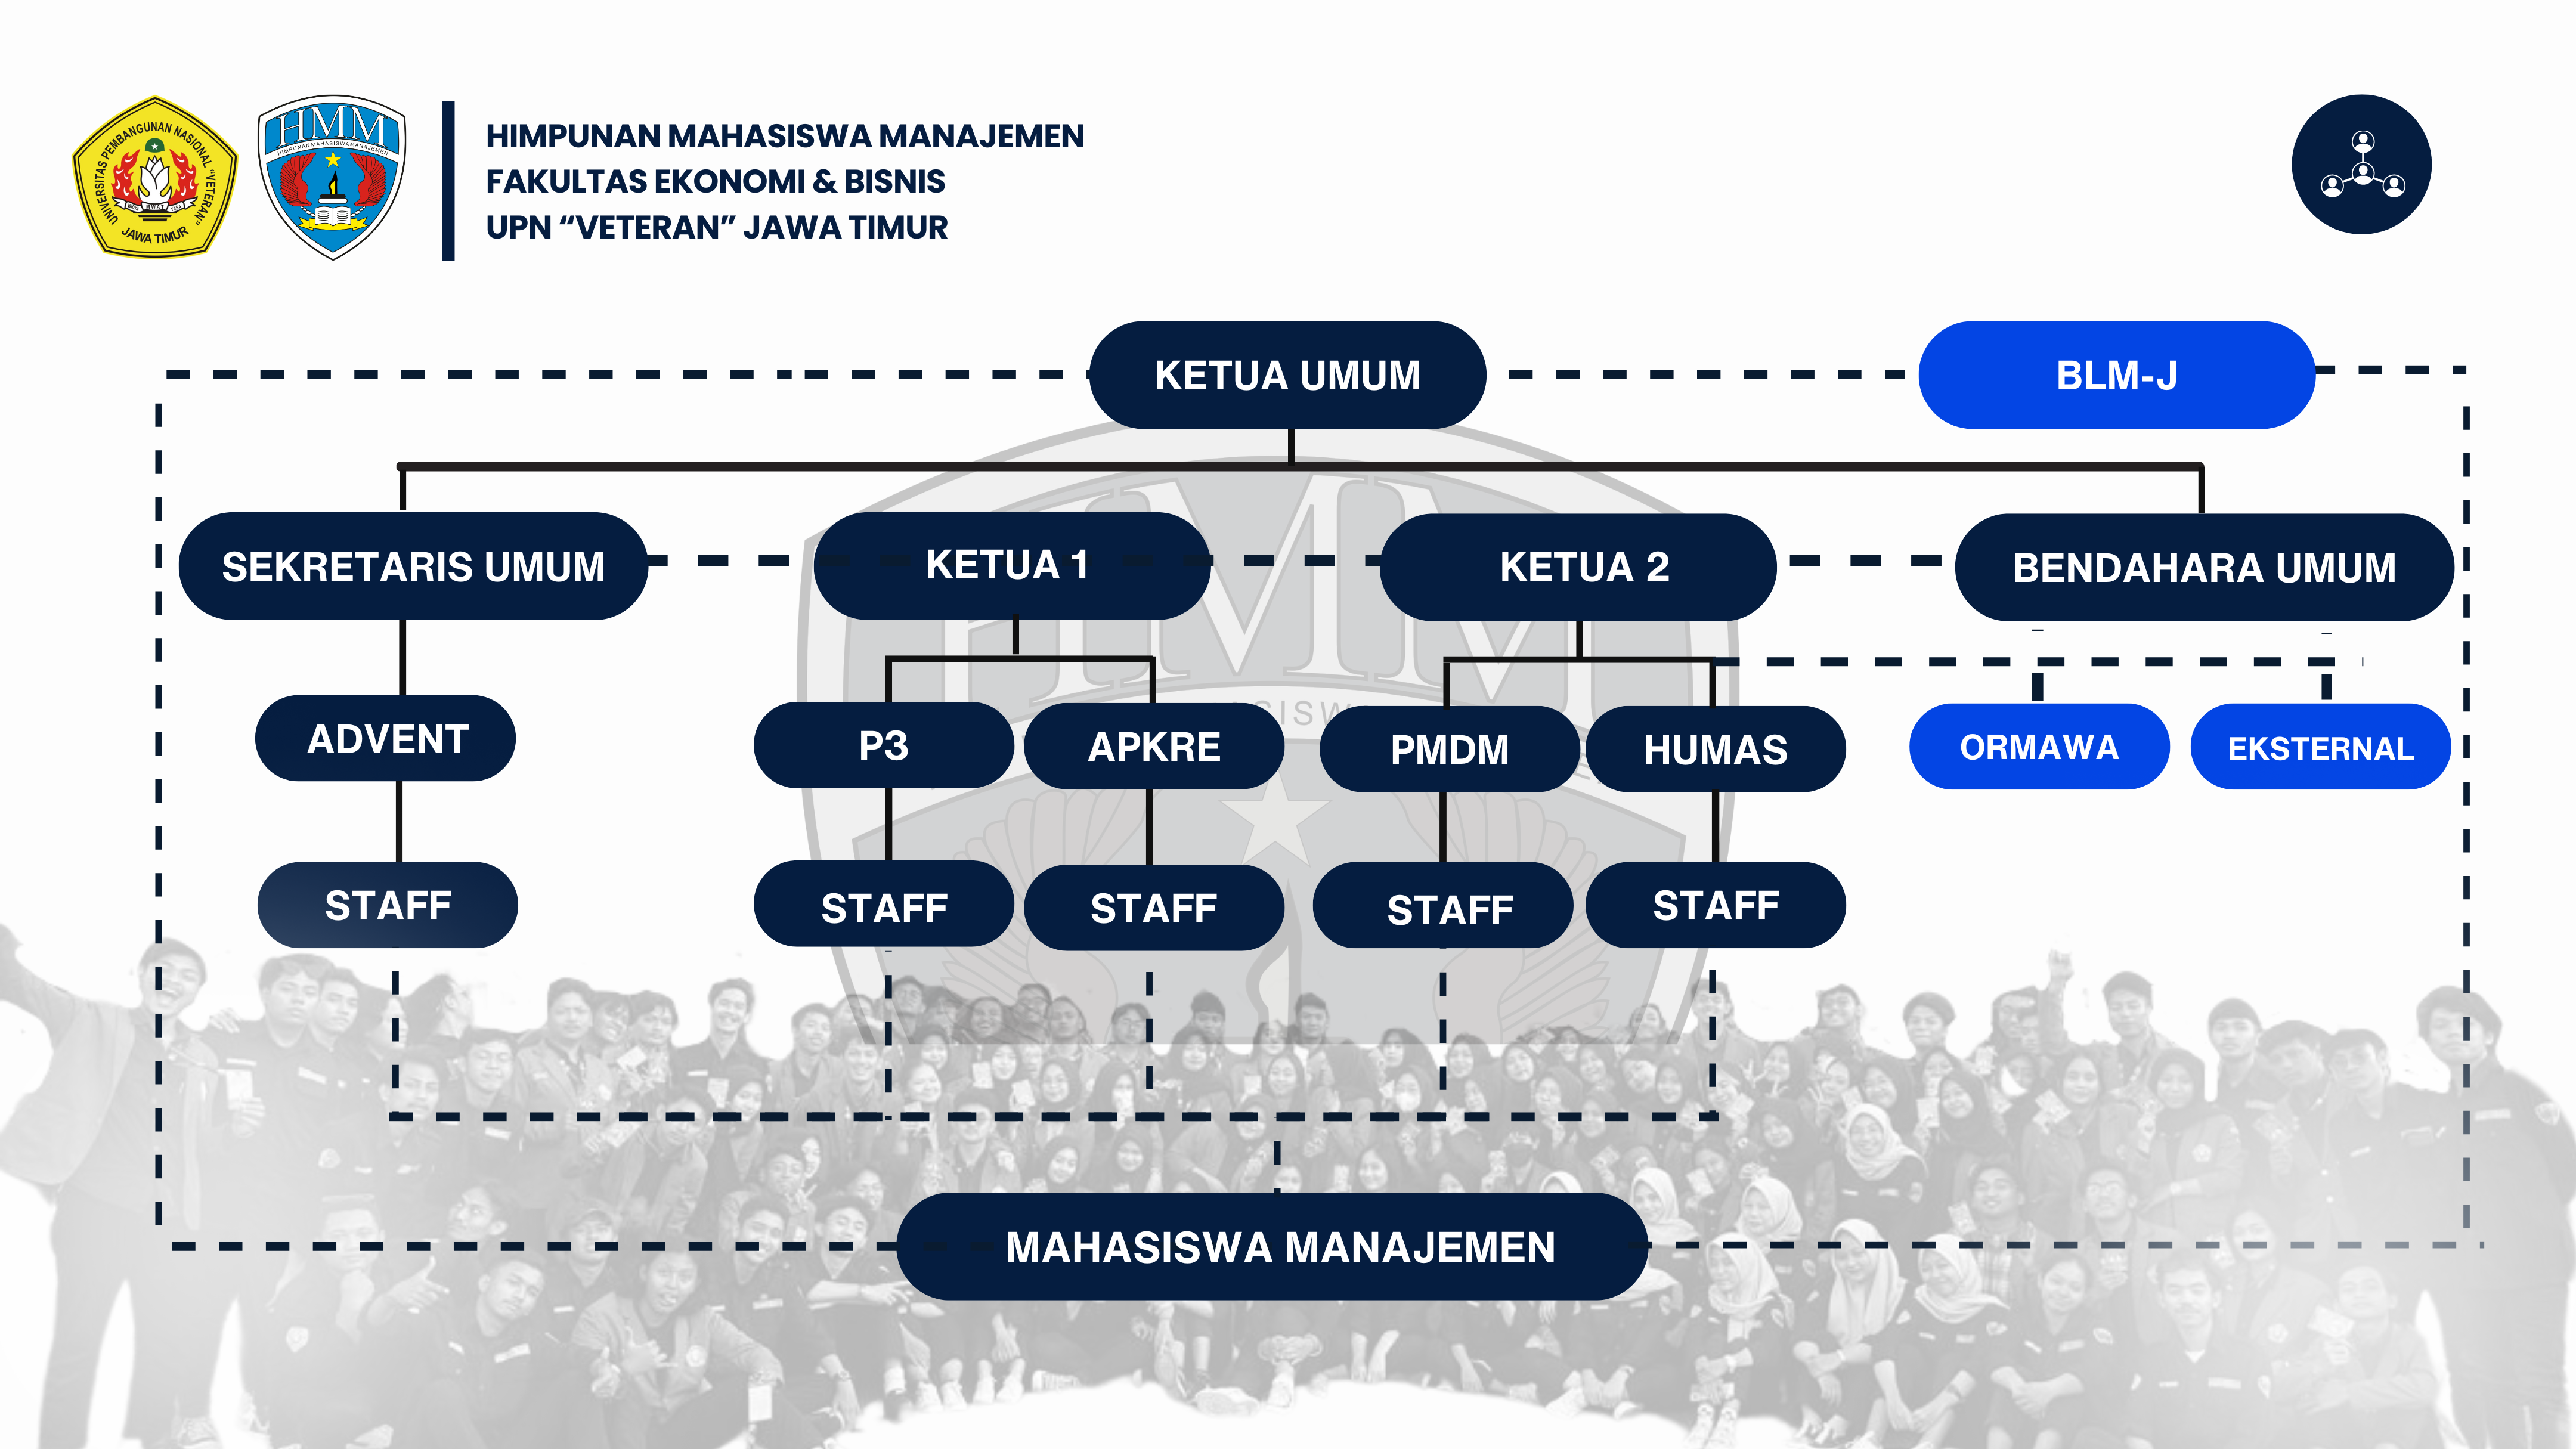 UNIVERSITAS PEMBANGUNAN NASIONAL "VETERAN"
JAWA TIMUR
HMM
HIMPUNAN MAHASISWA MANAJEMEN
HIMPUNAN MAHASISWA MANAJEMEN
FAKULTAS EKONOMI & BISNIS
UPN “VETERAN” JAWA TIMUR
KETUA UMUM
BLM-J
SEKRETARIS UMUM
KETUA 1
KETUA 2
BENDAHARA UMUM
ADVENT
P3
APKRE
PMDM
HUMAS
ORMAWA
EKSTERNAL
STAFF
STAFF
STAFF
STAFF
STAFF
MAHASISWA MANAJEMEN